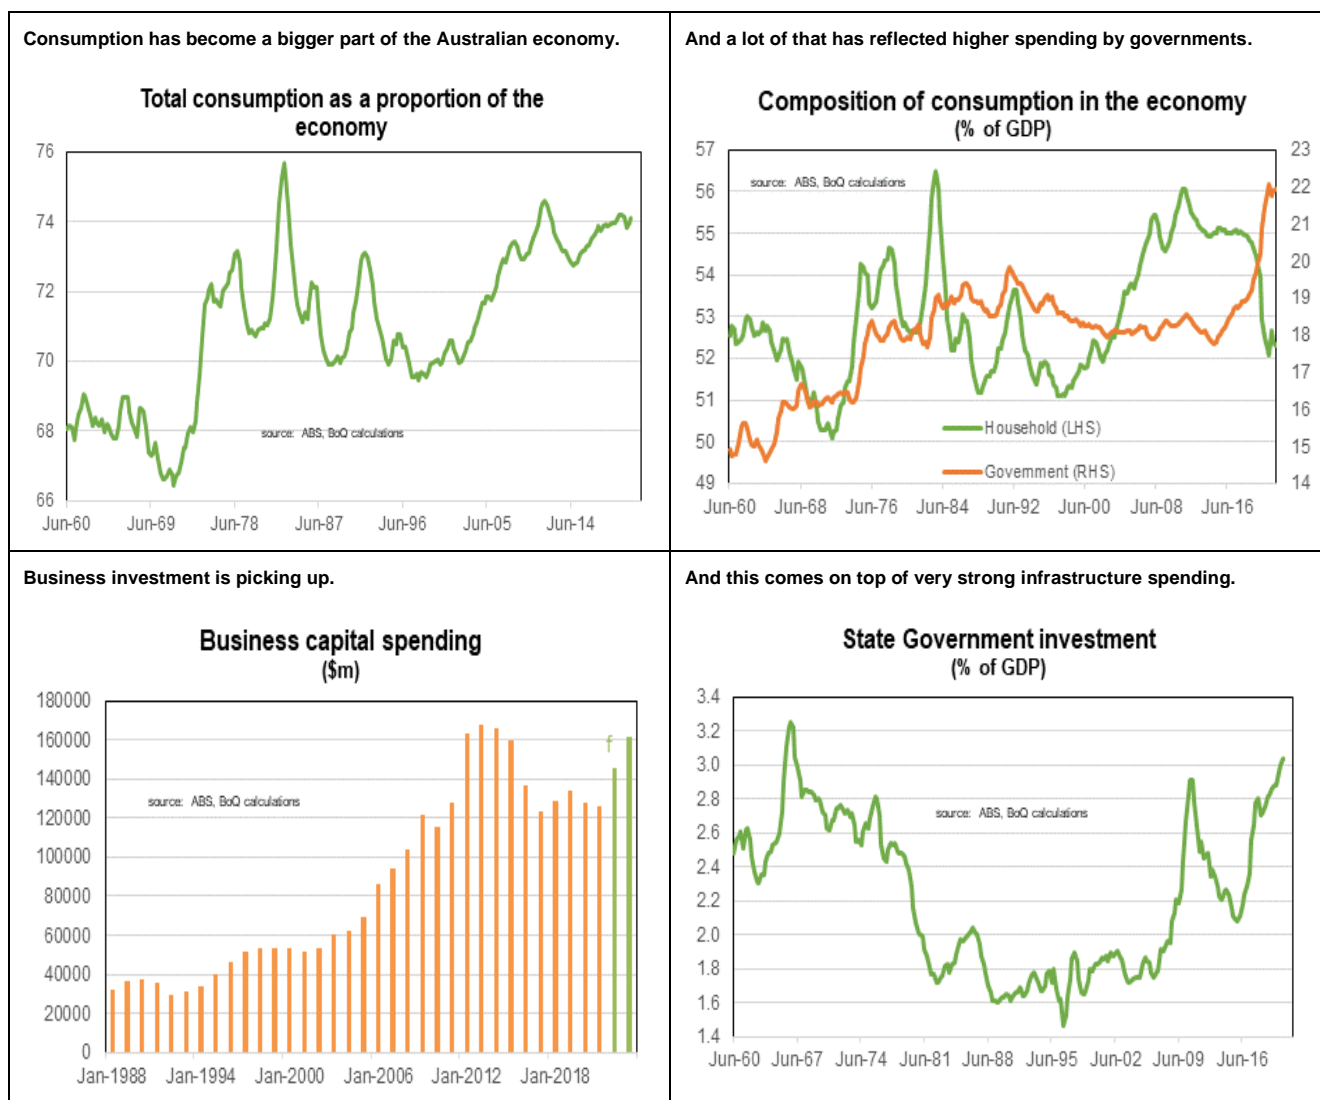 Consumption has become a bigger part of the Australian economy.
Total consumption as a proportion of the
economy
76
74
72
70
68
66
source: ABS, BoQ calculations
Jun-60 Jun-69 Jun-78 Jun-87 Jun-96 Jun-05 Jun-14
And a lot of that has reflected higher spending by governments.
Composition of consumption in the economy
(% of GDP)
57
56
55
54
53
52
51
50
49
23
22
21
20
19
18
17
16
15
14
source: ABS, BoQ calculations
Household (LHS)
Government (RHS)
Jun-60 Jun-68 Jun-76 Jun-84 Jun-92 Jun-00 Jun-08 Jun-16
Business investment is picking up.
Business capital spending
($m)
180000
160000
140000
120000
100000
80000
60000
40000
20000
0
f
source: ABS, BoQ calculations
Jan-1988 Jan-1994 Jan-2000 Jan-2006 Jan-2012 Jan-2018
And this comes on top of very strong infrastructure spending.
State Government investment
(% of GDP)
3.4
3.2
3.0
2.8
2.6
2.4
2.2
2.0
1.8
1.6
1.4
source: ABS, BoQ calculations
Jun-60 Jun-67 Jun-74 Jun-81 Jun-88 Jun-95 Jun-02 Jun-09 Jun-16